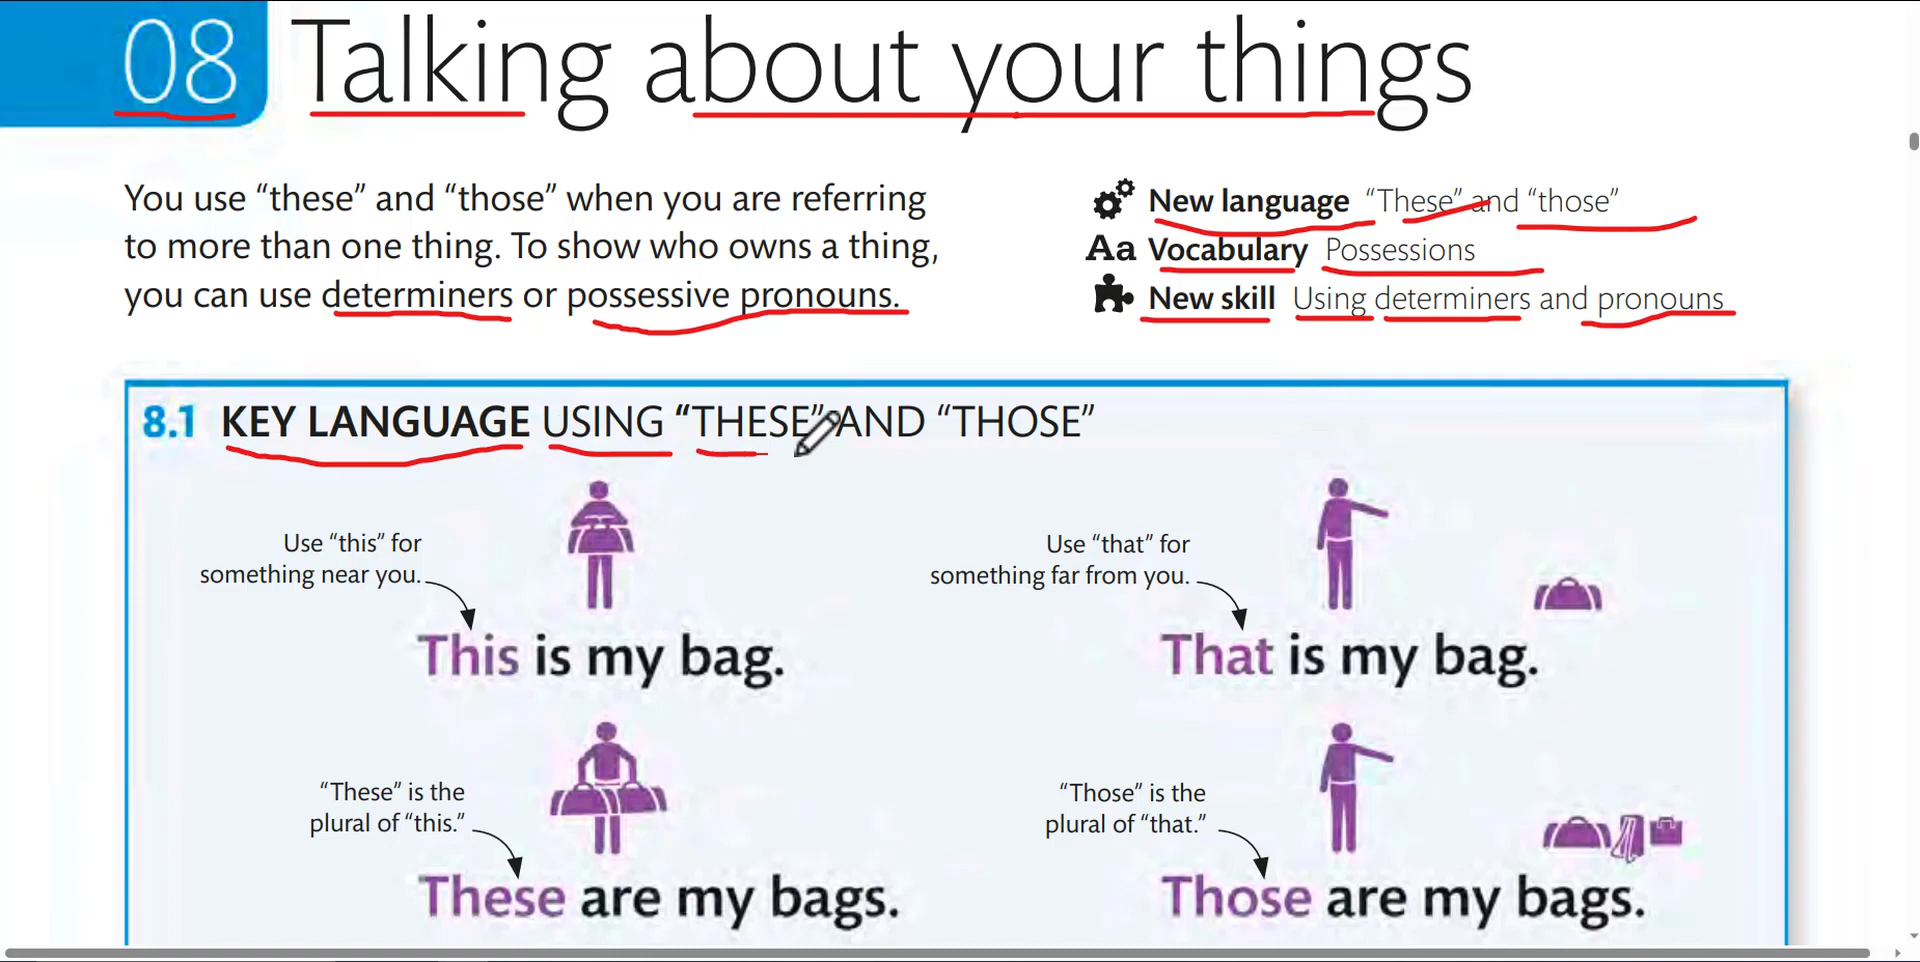 08 Talking about your things
You use “these” and “those” when you are referring
to more than one thing. To show who owns a thing,
you can use determiners or possessive pronouns.
New language “These” and “those”
Aa Vocabulary Possessions
New skill Using determiners and pronouns
8.1 KEY LANGUAGE USING “THESE” AND “THOSE”
Use “this” for
something near you.
This is my bag.
Use “that” for
something far from you.
That is my bag.
“These” is the
plural of “this.”
These are my bags.
“Those” is the
plural of “that.”
Those are my bags.